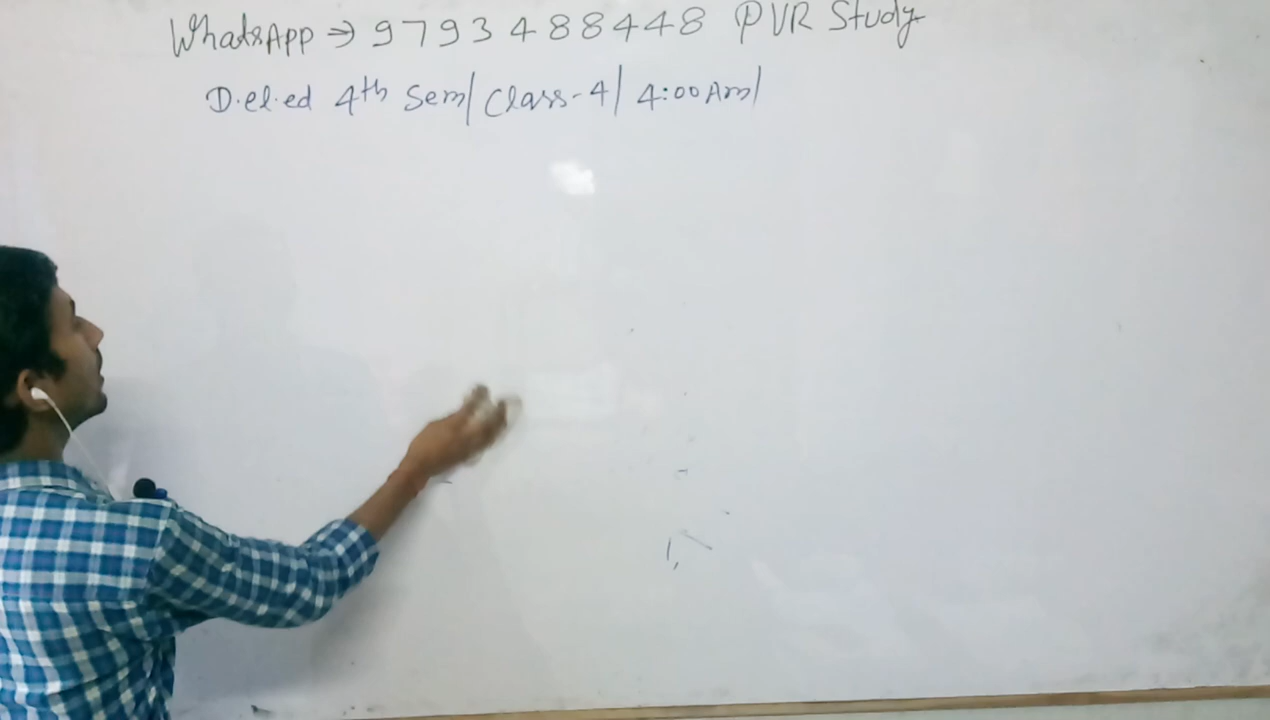 WhatsApp ⇒ 9793488448 PVR Study
D.el.ed 4th Sem/ Class-4/ 4:00 Am/